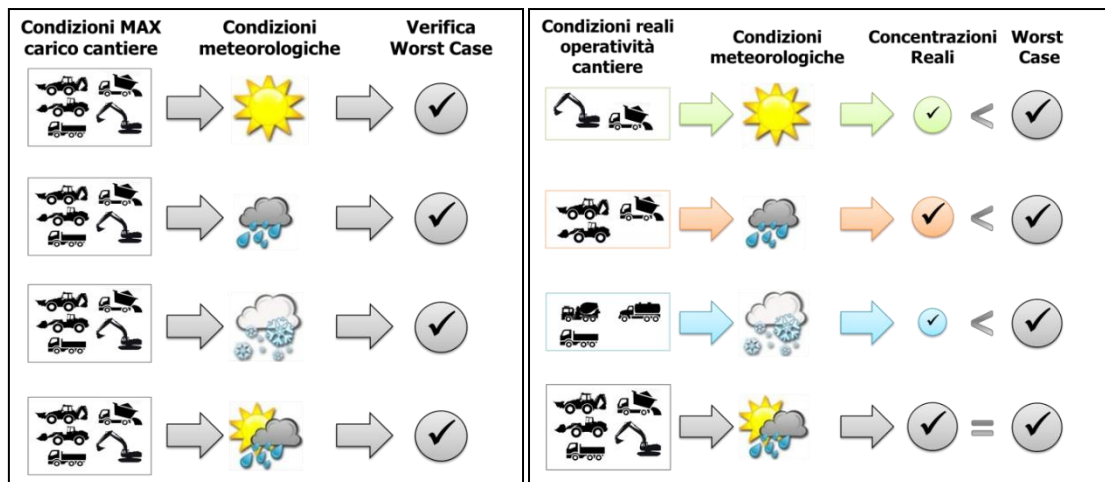 Condizioni MAX
carico cantiere
Condizioni
meteorologiche
Verifica
Worst Case
Condizioni reali
operatività
cantiere
Condizioni
meteorologiche
Concentrazioni
Reali
Worst
Case
<
<
<
=